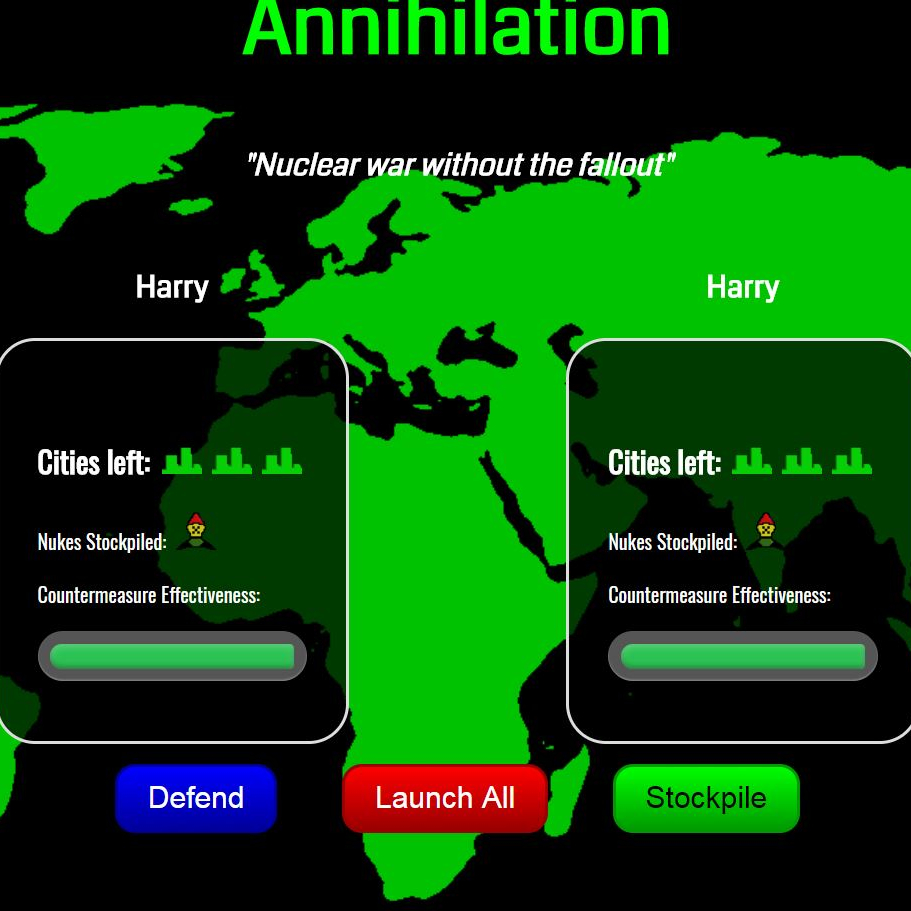 Annihilation
"Nuclear war without the fallout"
Harry
Cities left:
Nukes Stockpiled:
Countermeasure Effectiveness:
Harry
Cities left:
Nukes Stockpiled:
Countermeasure Effectiveness:
Defend
Launch All
Stockpile